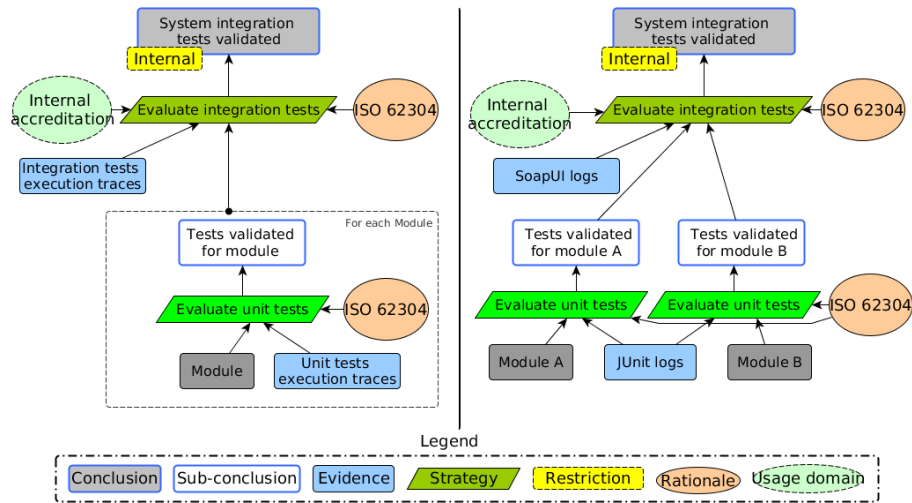 System integration
tests validated
Internal
Internal
accreditation
Evaluate integration tests
ISO 62304
Integration tests
execution traces
For each Module
Tests validated
for module
Evaluate unit tests
ISO 62304
Module
Unit tests
execution traces
System integration
tests validated
Internal
Internal
accreditation
Evaluate integration tests
ISO 62304
SoapUI logs
Tests validated
for module A
Tests validated
for module B
Evaluate unit tests
Evaluate unit tests
ISO 62304
Module A
JUnit logs
Module B
Legend
Conclusion
Sub-conclusion
Evidence
Strategy
Restriction
Rationale
Usage domain